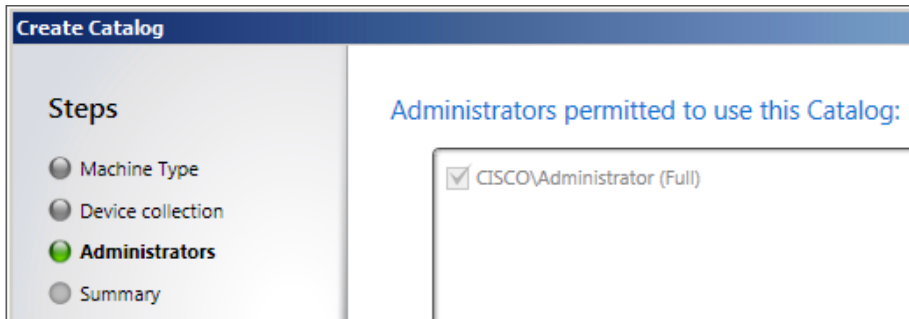 Create Catalog
Steps
Machine Type
Device collection
Administrators
Summary
Administrators permitted to use this Catalog:
CISCO\Administrator (Full)